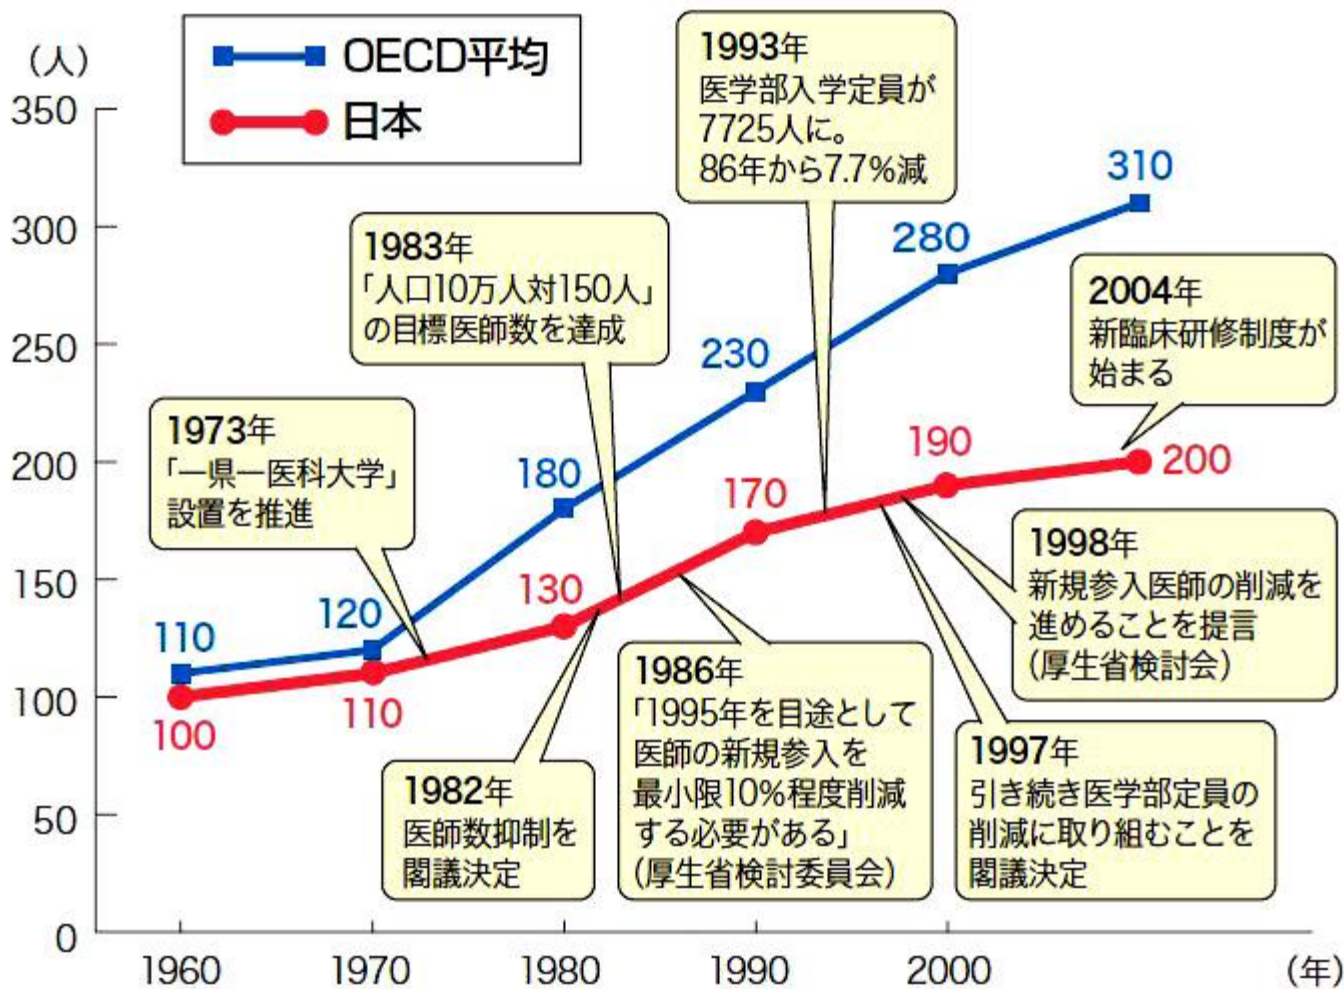 (人)
OECD平均
日本
350
300
250
200
150
100
50
0
1960
1970
1980
1990
2000
(年)
110
120
180
230
280
310
100
110
130
170
190
200
1973年
「一県一医科大学」
設置を推進
1983年
「人口10万人対150人」
の目標医師数を達成
1993年
医学部入学定員が
7725人に。
86年から7.7%減
2004年
新臨床研修制度が
始まる
1982年
医師数抑制を
閣議決定
1986年
「1995年を目途として
医師の新規参入を
最小限10%程度削減
する必要がある」
(厚生省検討委員会)
1998年
新規参入医師の削減を
進めることを提言
(厚生省検討会)
1997年
引き続き医学部定員の
削減に取り組むことを
閣議決定